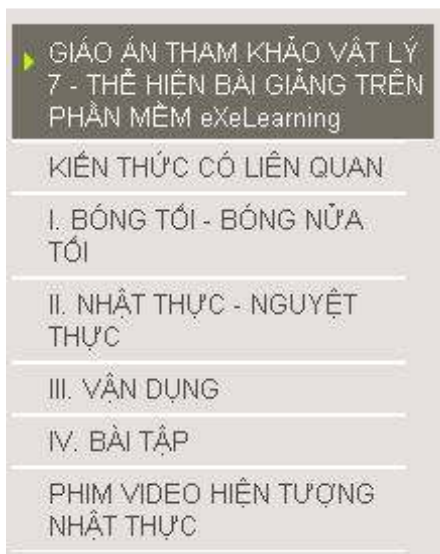 GIÁO ÁN THAM KHẢO VẬT LÝ
7 - THỂ HIỆN BÀI GIẢNG TRÊN
PHẦN MỀM eXeLearning
KIẾN THỨC CÓ LIÊN QUAN
I. BÓNG TỐI - BÓNG NỬA
TỐI
II. NHẬT THỰC - NGUYỆT
THỰC
III. VẬN DỤNG
IV. BÀI TẬP
PHIM VIDEO HIỆN TƯỢNG
NHẬT THỰC